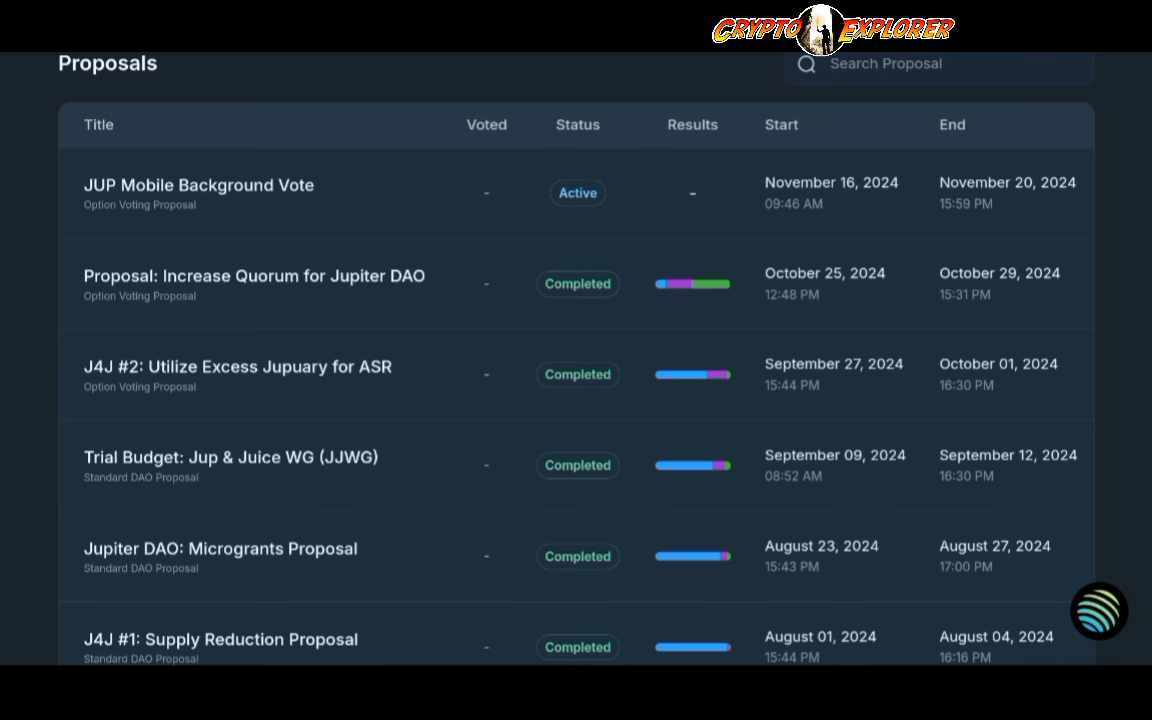 CRYPTO EXPLORER
Proposals
Search Proposal
Title Voted Status Results Start End
JUP Mobile Background Vote - Active - November 16, 2024 November 20, 2024
Option Voting Proposal 09:46 AM 15:59 PM
Proposal: Increase Quorum for Jupiter DAO - Completed October 25, 2024 October 29, 2024
Option Voting Proposal 12:48 PM 15:31 PM
J4J #2: Utilize Excess Jupuary for ASR - Completed September 27, 2024 October 01, 2024
Option Voting Proposal 15:44 PM 16:30 PM
Trial Budget: Jup & Juice WG (JJWG) - Completed September 09, 2024 September 12, 2024
Standard DAO Proposal 08:52 AM 16:30 PM
Jupiter DAO: Microgrants Proposal - Completed August 23, 2024 August 27, 2024
Standard DAO Proposal 15:43 PM 17:00 PM
J4J #1: Supply Reduction Proposal - Completed August 01, 2024 August 04, 2024
Standard DAO Proposal 15:44 PM 16:16 PM